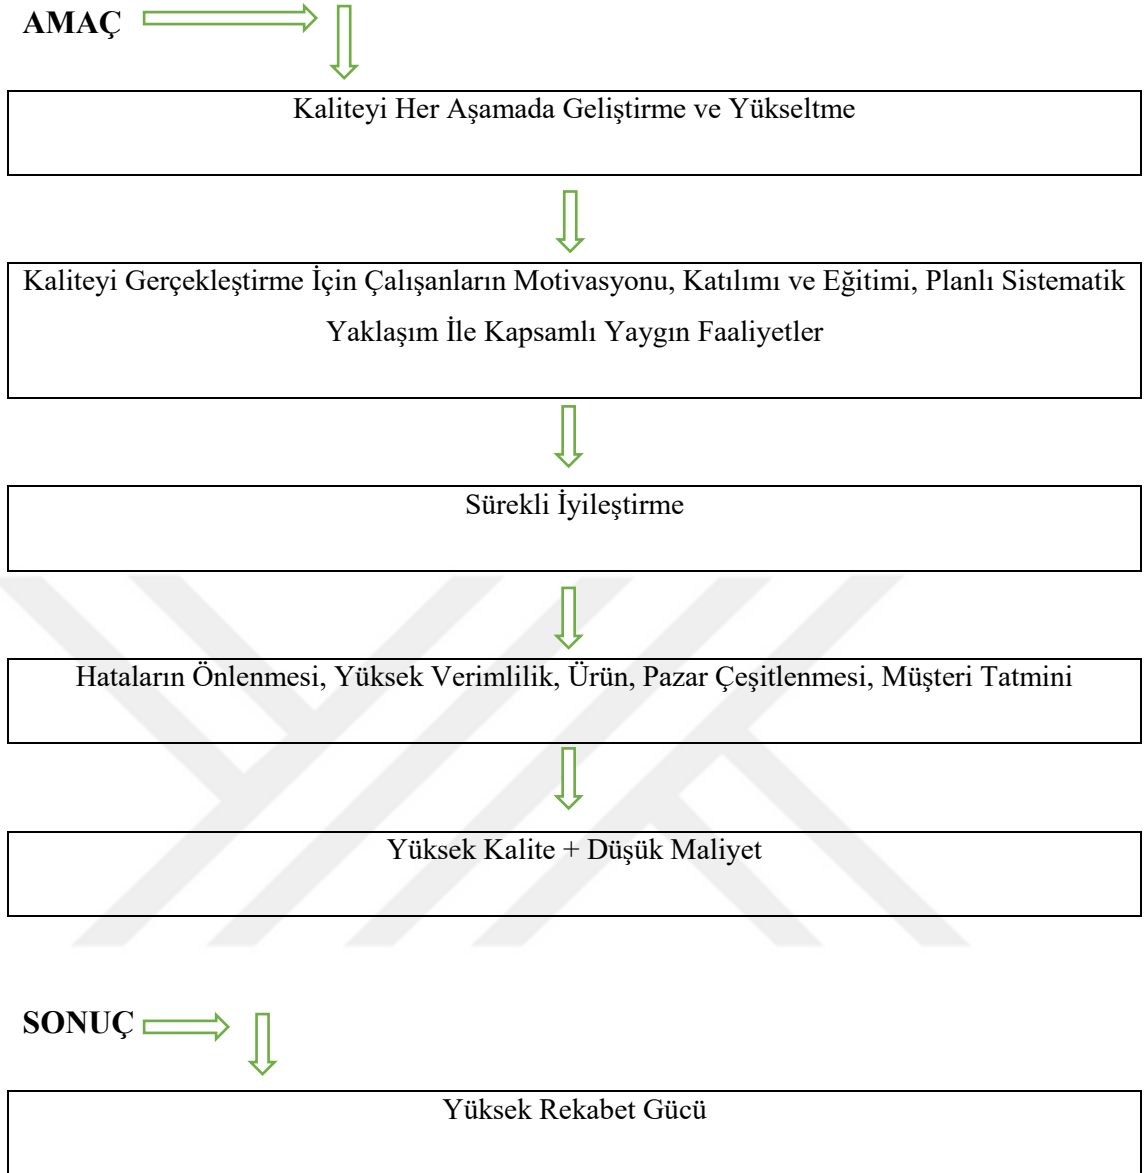 AMAÇ
Kaliteyi Her Aşamada Geliştirme ve Yükseltme
Kaliteyi Gerçekleştirme İçin Çalışanların Motivasyonu, Katılımı ve Eğitimi, Planlı Sistematik
Yaklaşım İle Kapsamlı Yaygın Faaliyetler
Sürekli İyileştirme
Hataların Önlenmesi, Yüksek Verimlilik, Ürün, Pazar Çeşitlenmesi, Müşteri Tatmini
Yüksek Kalite + Düşük Maliyet
SONUÇ
Yüksek Rekabet Gücü